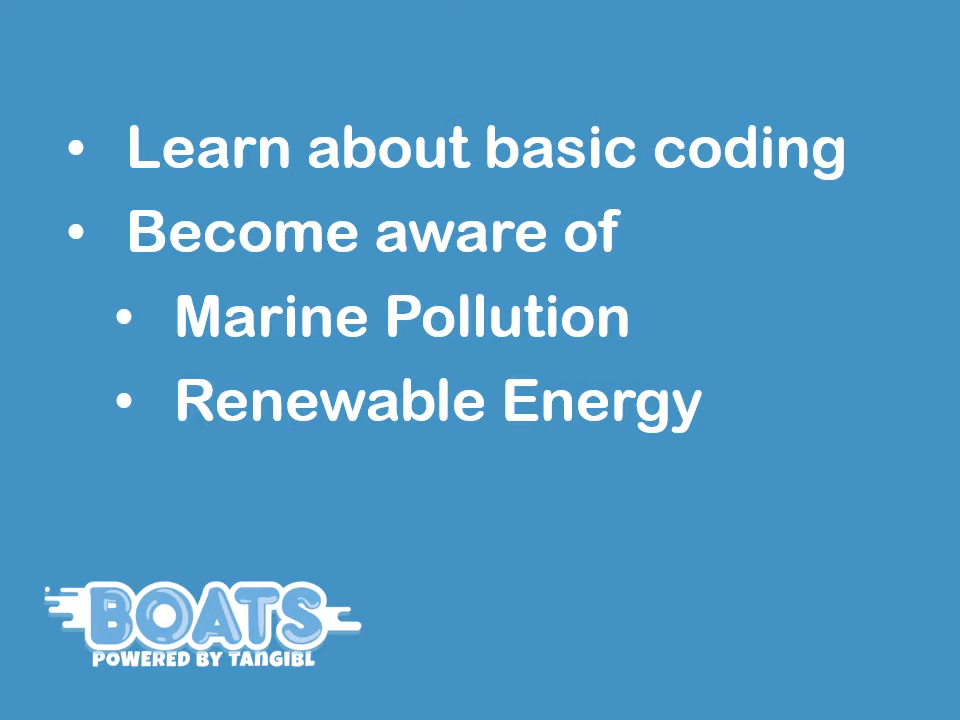 • Learn about basic coding
• Become aware of
• Marine Pollution
• Renewable Energy
BOATS
POWERED BY TANGIBL